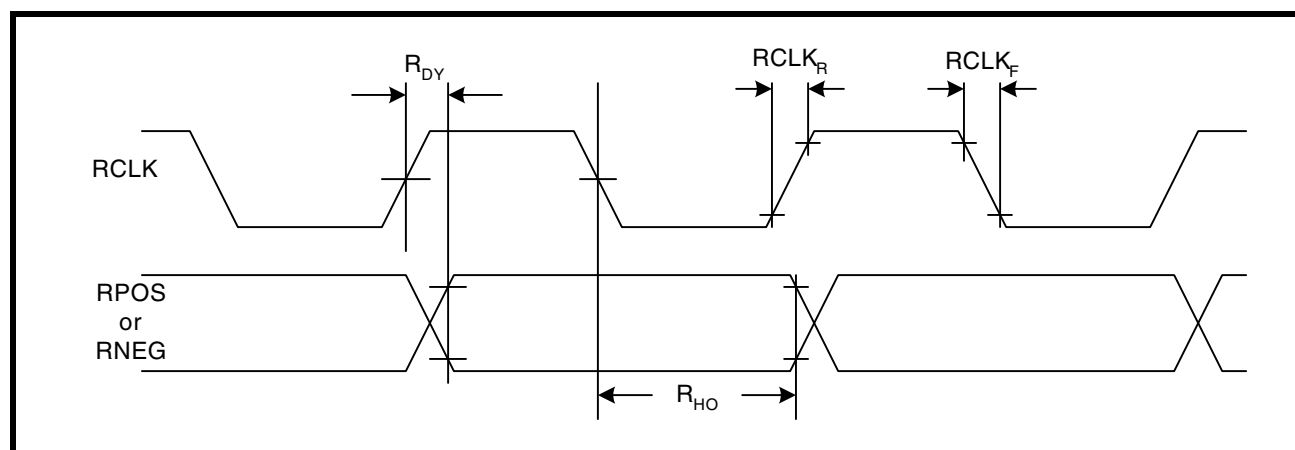 R_DY
RCLK_R
RCLK_F
RCLK
RPOS
or
RNEG
R_HO